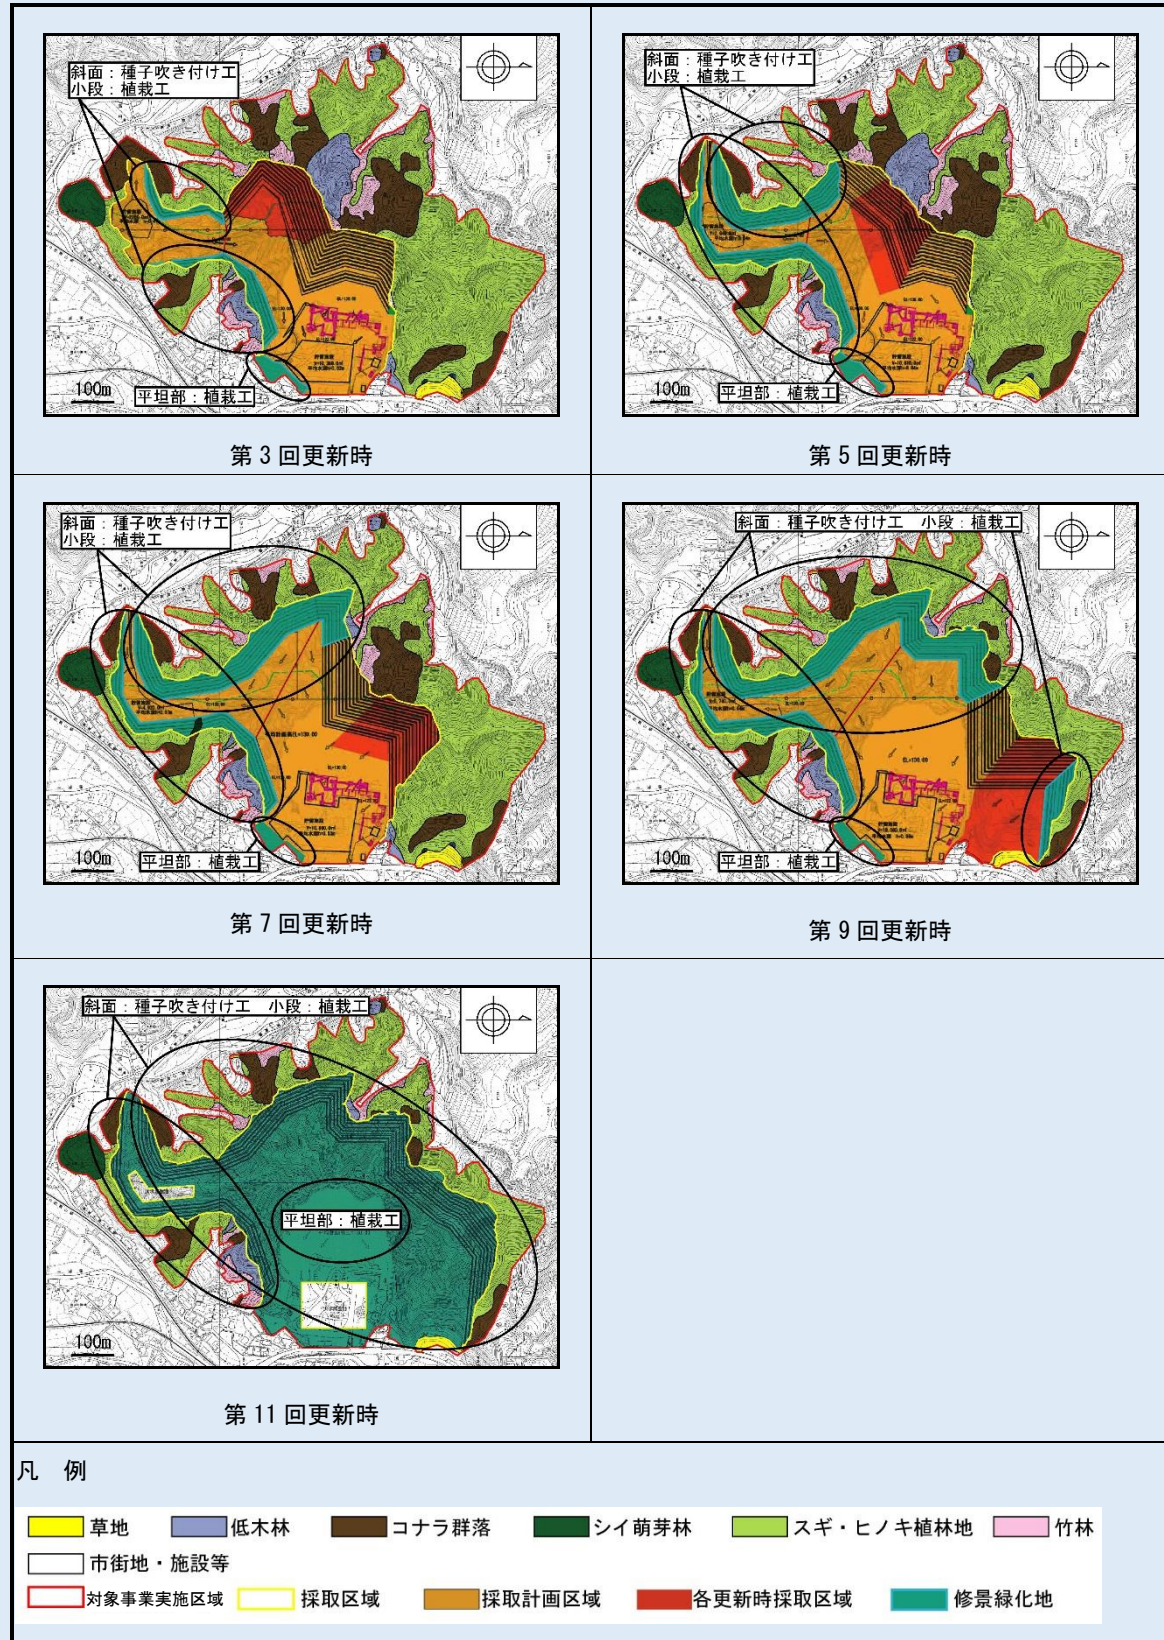 斜面：種子吹き付け工
小段：植栽工
平坦部：植栽工
100m
第３回更新時
斜面：種子吹き付け工
小段：植栽工
平坦部：植栽工
100m
第５回更新時
斜面：種子吹き付け工
小段：植栽工
平坦部：植栽工
100m
第７回更新時
斜面：種子吹き付け工　小段：植栽工
平坦部：植栽工
100m
第９回更新時
斜面：種子吹き付け工　小段：植栽工
平坦部：植栽工
100m
第 11 回更新時
凡　例
草地　低木林　コナラ群落　シイ萌芽林　スギ・ヒノキ植林地　竹林
市街地・施設等
対象事業実施区域　採取区域　採取計画区域　各更新時採取区域　修景緑化地